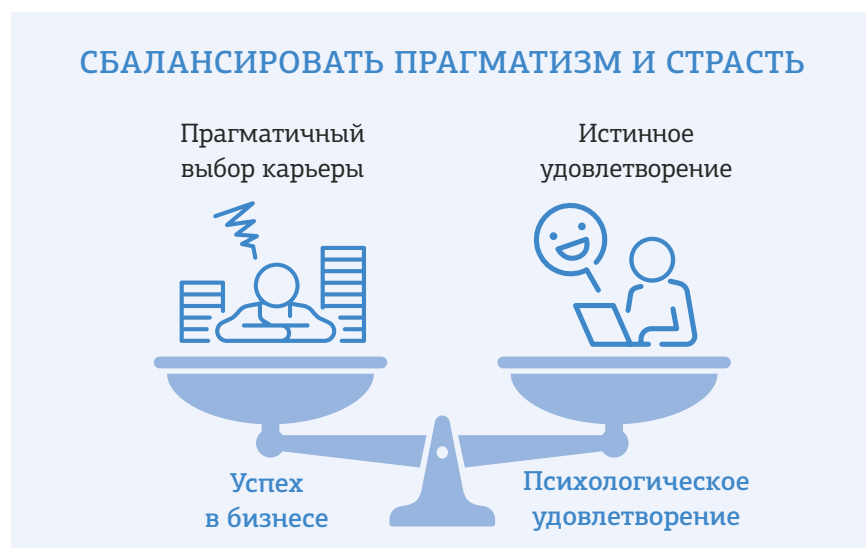 СБАЛАНСИРОВАТЬ ПРАГМАТИЗМ И СТРАСТЬ
Прагматичный
выбор карьеры
Истинное
удовлетворение
Успех
в бизнесе
Психологическое
удовлетворение